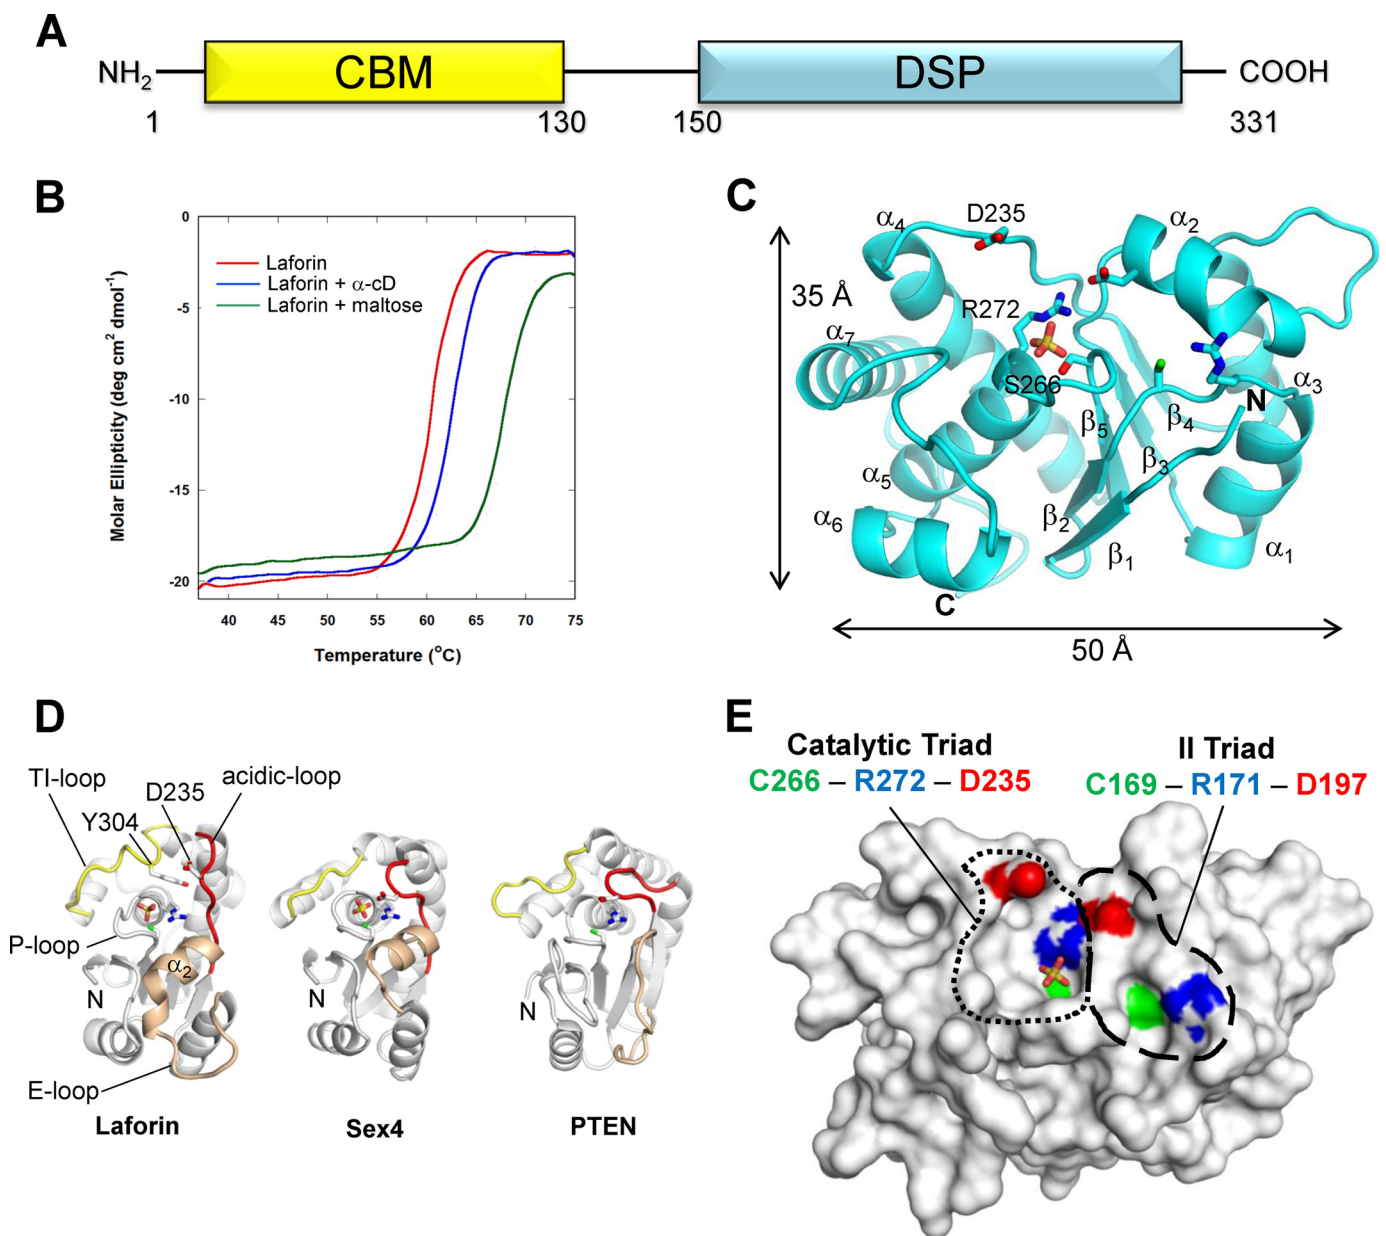 A
NH2
CBM
DSP
COOH
1
130
150
331
B
0
-5
-10
-15
-20
Laforin
Laforin + α-cD
Laforin + maltose
Molar Ellipticity (deg cm2 dmol-1)
40 45 50 55 60 65 70 75
Temperature (oC)
C
α4
D235
α2
35 Å
R272
α7
S266
α3
N
β5
β4
β3
α5
α6
β2
β1
α1
C
50 Å
D
TI-loop
D235
acidic-loop
Y304
P-loop
α2
N
N
N
E-loop
Laforin
Sex4
PTEN
E
Catalytic Triad
C266 – R272 – D235
II Triad
C169 – R171 – D197